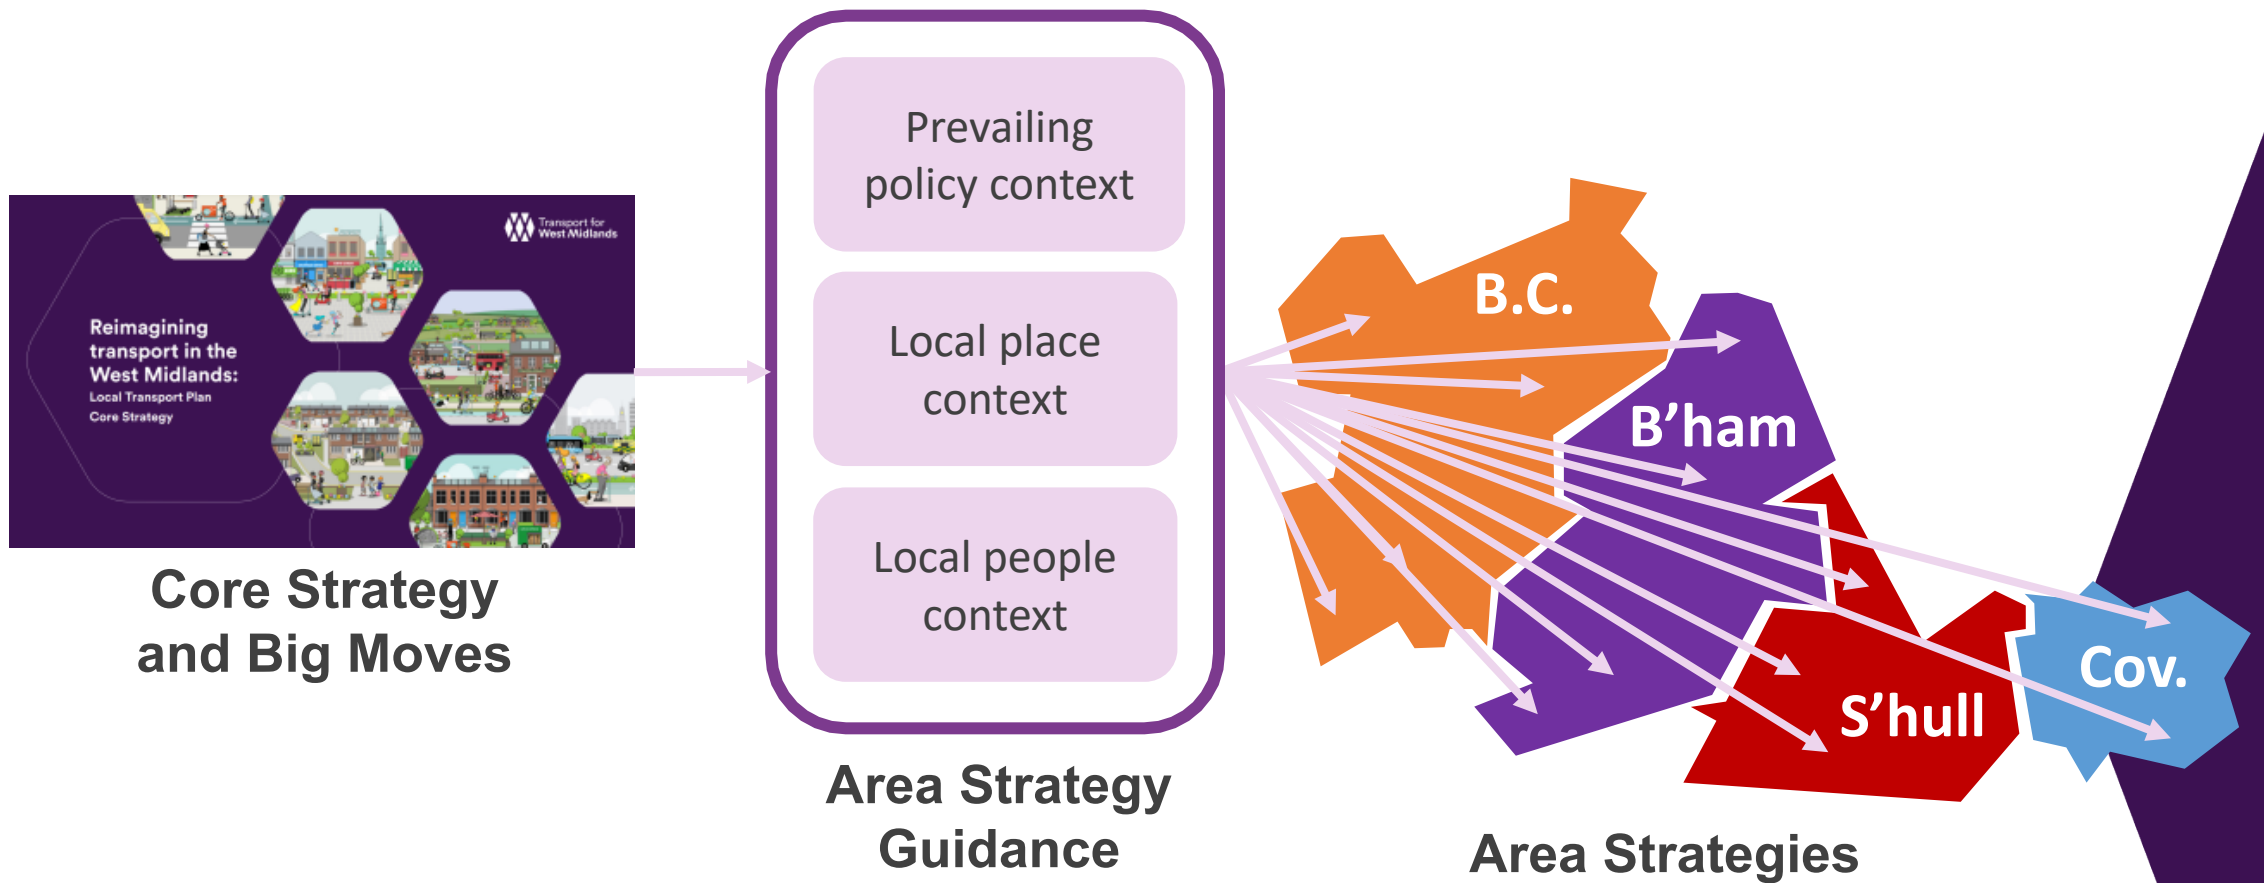 Transport for
West Midlands
Reimagining
transport in the
West Midlands:
Local Transport Plan
Core Strategy
Core Strategy
and Big Moves
Prevailing
policy context
Local place
context
Local people
context
Area Strategy
Guidance
B.C.
B’ham
S’hull
Cov.
Area Strategies